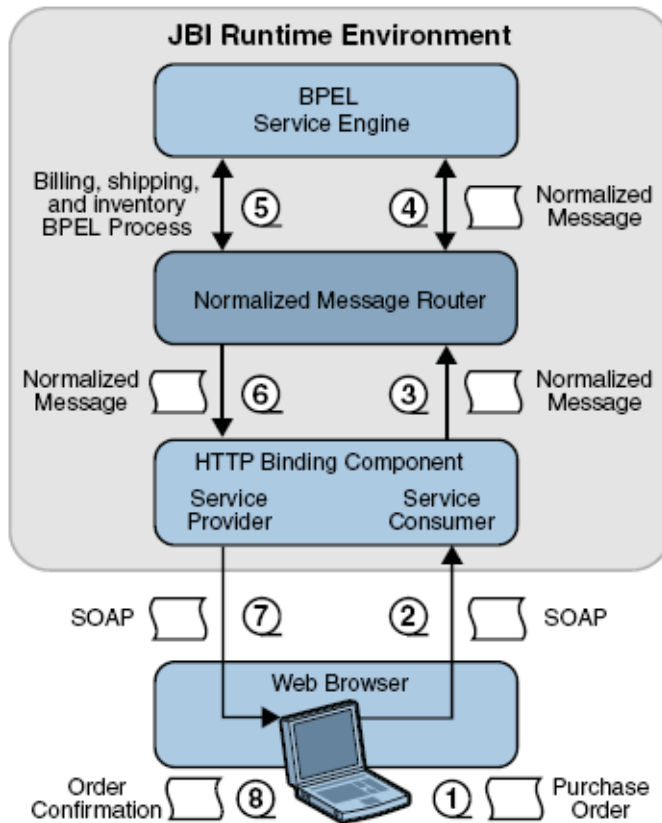 JBI Runtime Environment
BPEL
Service Engine
Billing, shipping,
and inventory
BPEL Process
5
4
Normalized
Message
Normalized Message Router
Normalized
Message
6
3
Normalized
Message
HTTP Binding Component
Service
Provider
Service
Consumer
SOAP
7
2
SOAP
Web Browser
Order
Confirmation
8
1
Purchase
Order